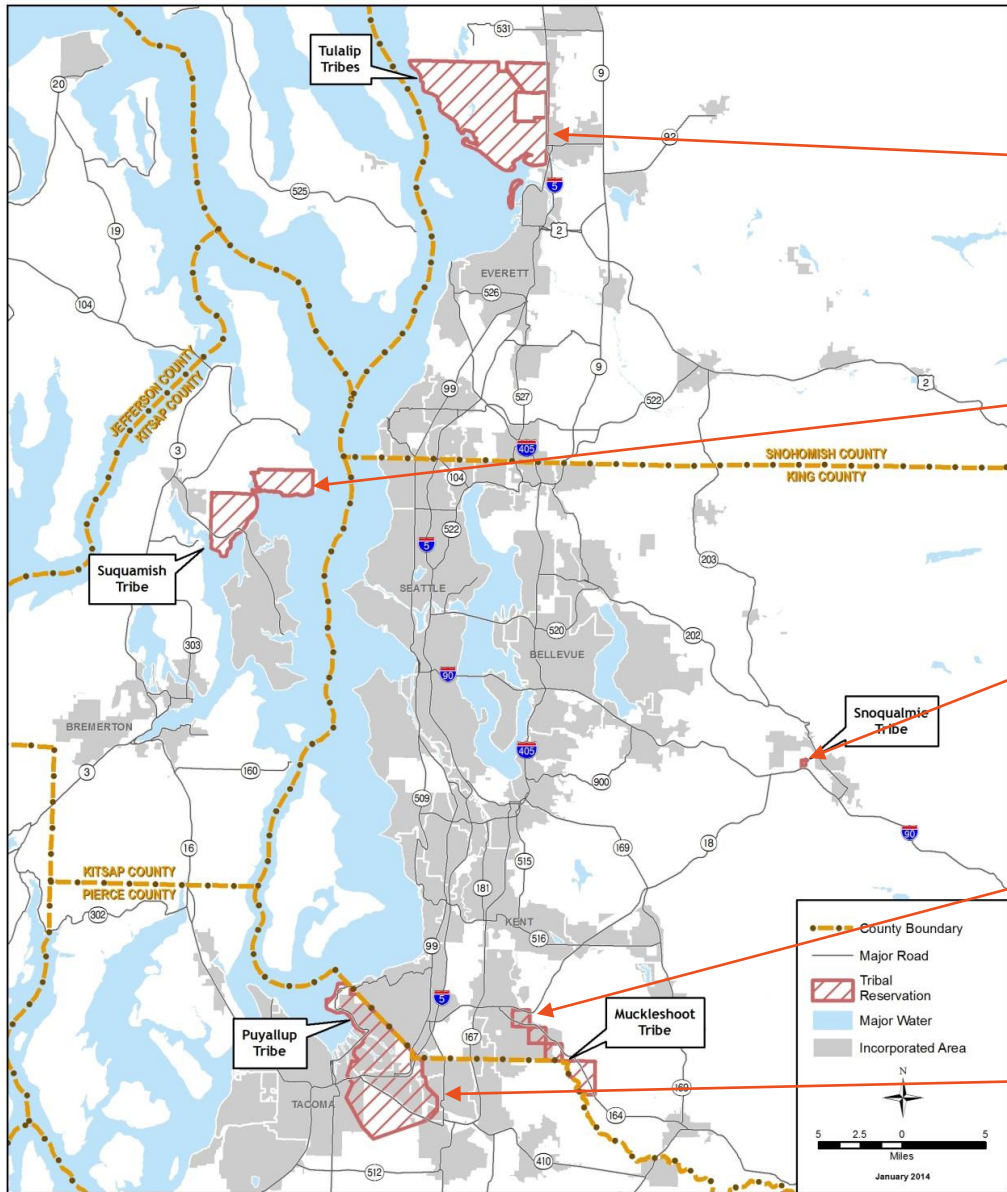 531
Tulalip
Tribes
9
20
92
525
5
2
19
EVERETT
526
104
99
527
9
522
2
JEFFERSON COUNTY
KITSAP COUNTY
3
405
SNOHOMISH COUNTY
KING COUNTY
104
522
5
203
Suquamish
Tribe
SEATTLE
520
202
303
BELLEVUE
90
BREMERTON
Snoqualmie
Tribe
405
3
160
900
509
90
16
515
169
18
KITSAP COUNTY
PIERCE COUNTY
181
302
KENT
516
99
County Boundary
Major Road
Tribal
Reservation
Major Water
Incorporated Area
5
Muckleshoot
Tribe
Puyallup
Tribe
167
N
TACOMA
169
164
410
512
5 2.5 0 5
Miles
January 2014